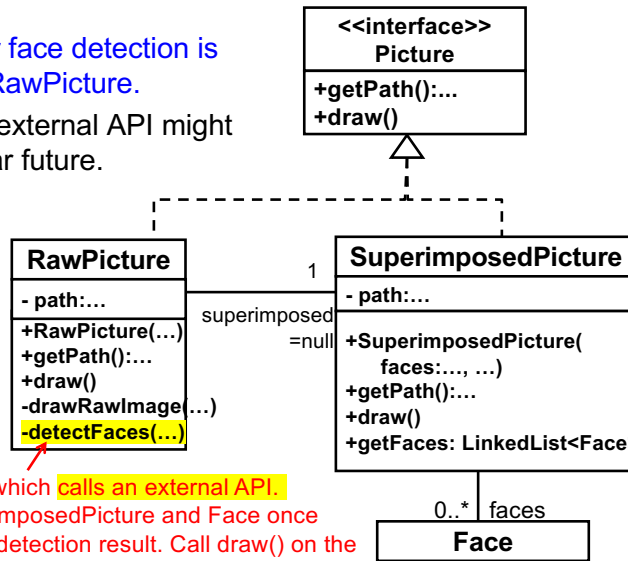 face detection is
RawPicture.
external API might
future.
<<interface>>
Picture
+getPath():...
+draw()
RawPicture
- path:...
+RawPicture(...)
+getPath():...
+draw()
-drawRawImage(...)
-detectFaces(...)
1
superimposed
=null
SuperimposedPicture
- path:...
+SuperimposedPicture(
faces:..., ...)
+getPath():...
+draw()
+getFaces: LinkedList<Face
which calls an external API.
mposedPicture and Face once
detection result. Call draw() on the
0..* faces
Face